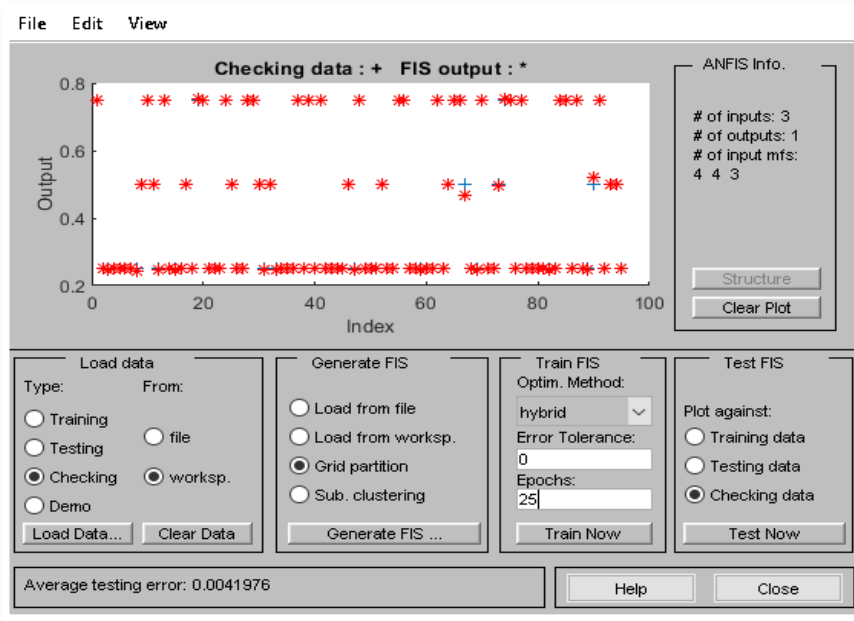 File Edit View
Checking data : + FIS output : *
Output
0.8
0.6
0.4
0.2
0 20 40 60 80 100
Index
ANFIS Info.
# of inputs: 3
# of outputs: 1
# of input mfs:
4 4 3
Structure
Clear Plot
Load data
Type: From:
Training
file
Testing
Checking
worksp.
Demo
Load Data... Clear Data
Generate FIS
Load from file
Load from worksp.
Grid partition
Sub. clustering
Generate FIS ...
Train FIS
Optim. Method:
hybrid
Error Tolerance:
0
Epochs:
25
Train Now
Test FIS
Plot against:
Training data
Testing data
Checking data
Test Now
Average testing error: 0.0041976
Help Close